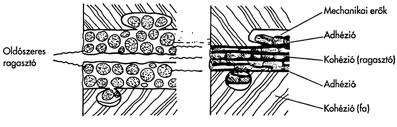 Oldószeres
ragasztó
Mechanikai erők
Adhézió
Kohézió (ragasztó)
Adhézió
Kohézió (fa)